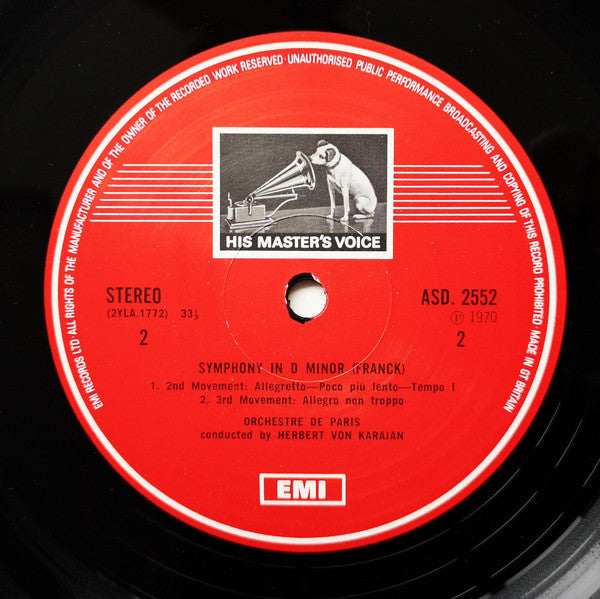 EMI RECORDS LTD·ALL RIGHTS OF THE MANUFACTURER AND OF THE OWNER OF THE RECORDED WORK RESERVED·UNAUTHORISED PUBLIC PERFORMANCE BROADCASTING AND COPYING OF THIS RECORD PROHIBITED·MADE IN GT BRITAIN
HIS MASTER'S VOICE
STEREO
(2YLA.1772) 33⅓
2
ASD. 2552
Ⓟ 1970
2
SYMPHONY IN D MINOR (FRANCK)
1. 2nd Movement: Allegretto—Poco più lento—Tempo I
2. 3rd Movement: Allegro non troppo
ORCHESTRE DE PARIS
conducted by HERBERT VON KARAJAN
EMI